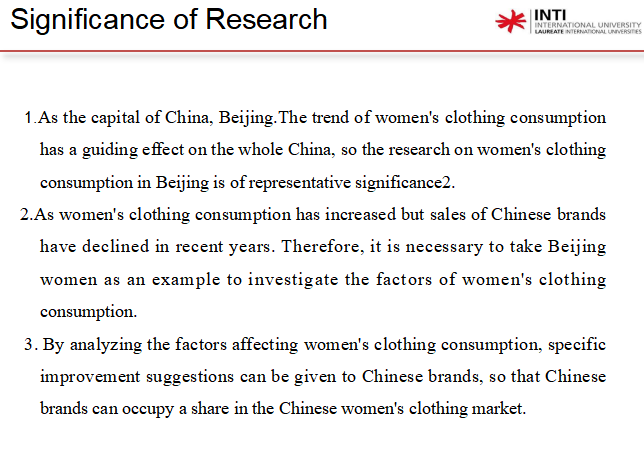 Significance of Research
INTI
INTERNATIONAL UNIVERSITY
LAUREATE INTERNATIONAL UNIVERSITIES
1.As the capital of China, Beijing.The trend of women's clothing consumption
has a guiding effect on the whole China, so the research on women's clothing
consumption in Beijing is of representative significance2.
2.As women's clothing consumption has increased but sales of Chinese brands
have declined in recent years. Therefore, it is necessary to take Beijing
women as an example to investigate the factors of women's clothing
consumption.
3. By analyzing the factors affecting women's clothing consumption, specific
improvement suggestions can be given to Chinese brands, so that Chinese
brands can occupy a share in the Chinese women's clothing market.